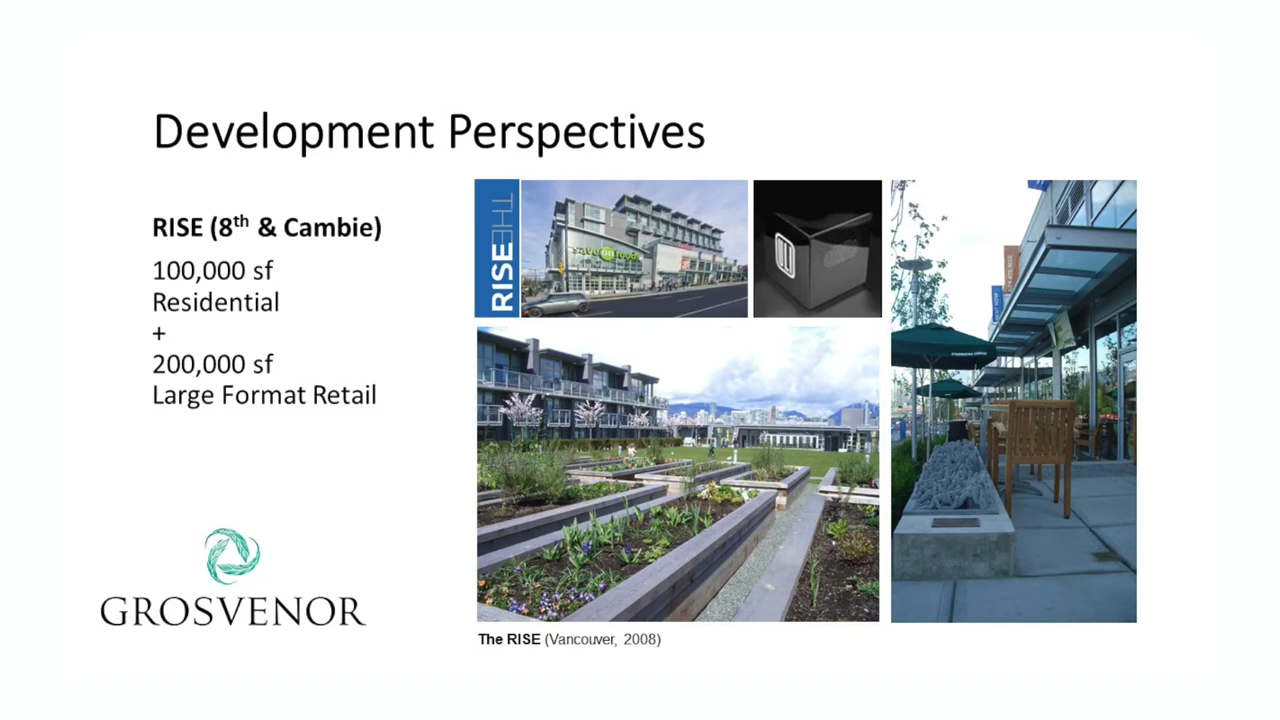 Development Perspectives
RISE (8th & Cambie)
100,000 sf
Residential
+
200,000 sf
Large Format Retail
GROSVENOR
THE
RISE
save on foods
The RISE (Vancouver, 2008)